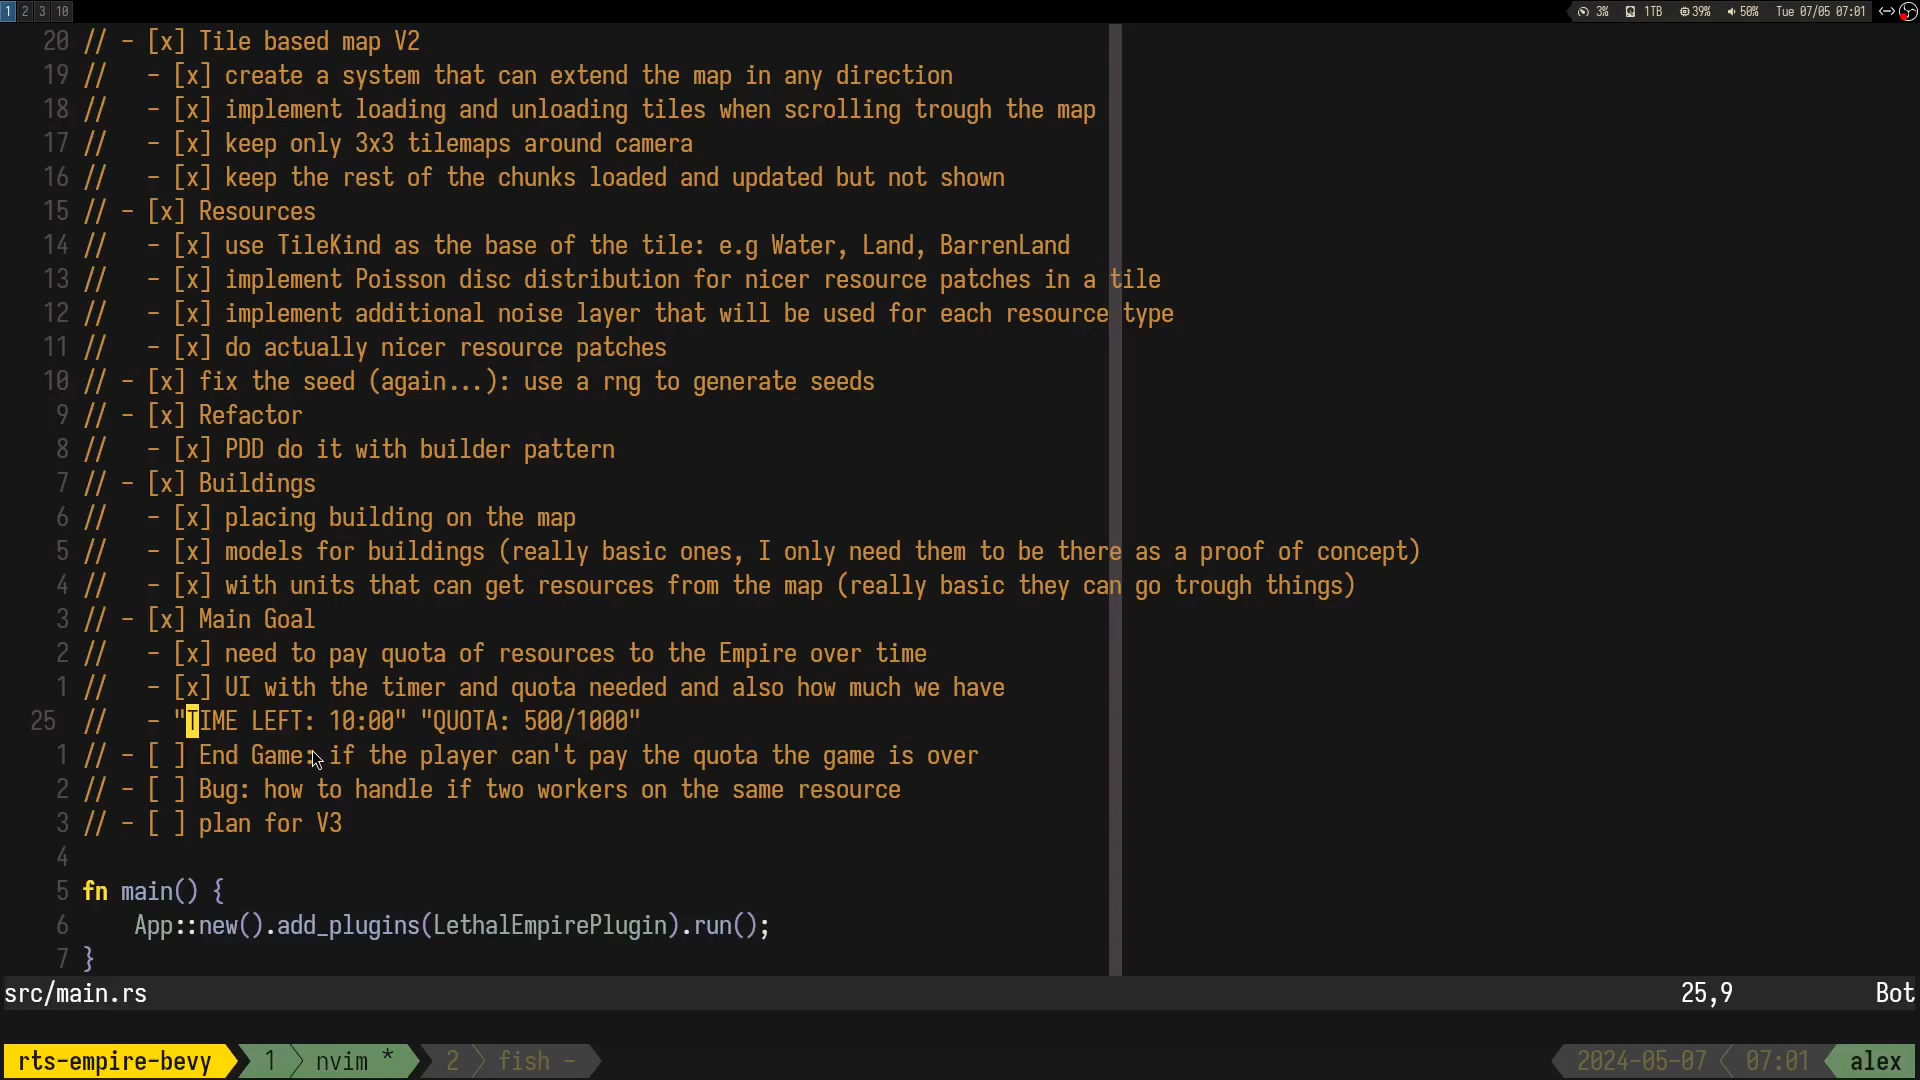 1 2 3 10 3% 1TB 39% 50% Tue 07/05 07:01
20 // - [x] Tile based map V2
19 //   - [x] create a system that can extend the map in any direction
18 //   - [x] implement loading and unloading tiles when scrolling trough the map
17 //   - [x] keep only 3x3 tilemaps around camera
16 //   - [x] keep the rest of the chunks loaded and updated but not shown
15 // - [x] Resources
14 //   - [x] use TileKind as the base of the tile: e.g Water, Land, BarrenLand
13 //   - [x] implement Poisson disc distribution for nicer resource patches in a tile
12 //   - [x] implement additional noise layer that will be used for each resource type
11 //   - [x] do actually nicer resource patches
10 // - [x] fix the seed (again...): use a rng to generate seeds
9 // - [x] Refactor
8 //   - [x] PDD do it with builder pattern
7 // - [x] Buildings
6 //   - [x] placing building on the map
5 //   - [x] models for buildings (really basic ones, I only need them to be there as a proof of concept)
4 //   - [x] with units that can get resources from the map (really basic they can go trough things)
3 // - [x] Main Goal
2 //   - [x] need to pay quota of resources to the Empire over time
1 //   - [x] UI with the timer and quota needed and also how much we have
25 //   - "TIME LEFT: 10:00" "QUOTA: 500/1000"
1 // - [ ] End Game: if the player can't pay the quota the game is over
2 // - [ ] Bug: how to handle if two workers on the same resource
3 // - [ ] plan for V3
4
5 fn main() {
6     App::new().add_plugins(LethalEmpirePlugin).run();
7 }
src/main.rs 25,9 Bot
rts-empire-bevy 1 nvim * 2 fish - 2024-05-07 07:01 alex